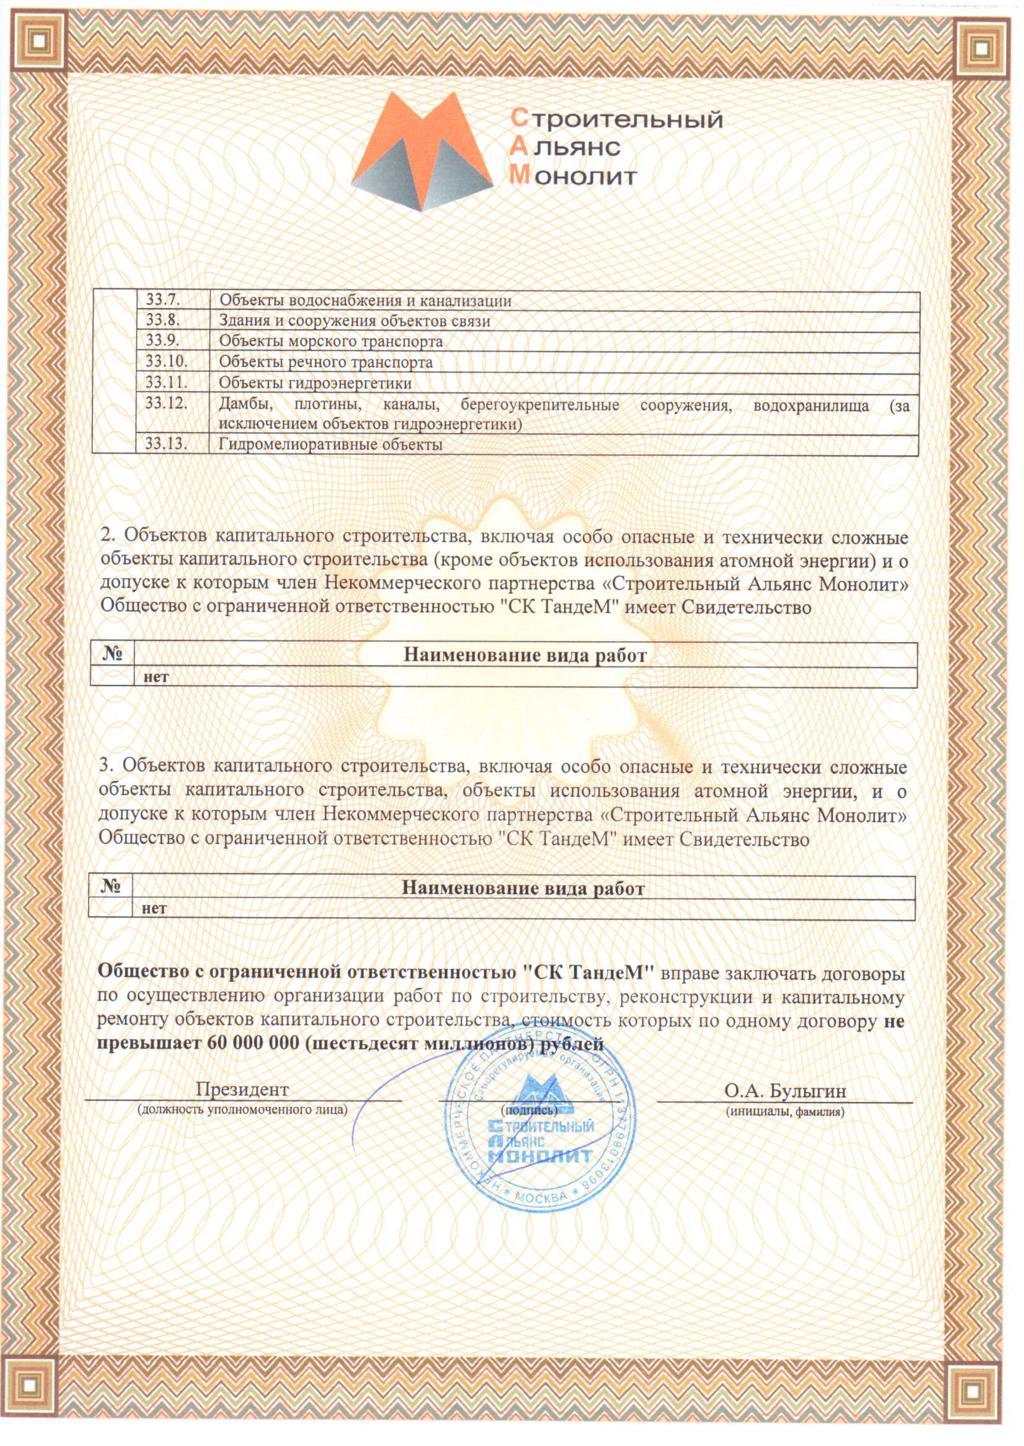 Строительный
Альянс
Монолит
33.7. Объекты водоснабжения и канализации
33.8. Здания и сооружения объектов связи
33.9. Объекты морского транспорта
33.10. Объекты речного транспорта
33.11. Объекты гидроэнергетики
33.12. Дамбы, плотины, каналы, берегоукрепительные сооружения, водохранилища (за
исключением объектов гидроэнергетики)
33.13. Гидромелиоративные объекты
2. Объектов капитального строительства, включая особо опасные и технически сложные
объекты капитального строительства (кроме объектов использования атомной энергии) и о
допуске к которым член Некоммерческого партнерства «Строительный Альянс Монолит»
Общество с ограниченной ответственностью "СК ТандеМ" имеет Свидетельство
№ Наименование вида работ
нет
3. Объектов капитального строительства, включая особо опасные и технически сложные
объекты капитального строительства, объекты использования атомной энергии, и о
допуске к которым член Некоммерческого партнерства «Строительный Альянс Монолит»
Общество с ограниченной ответственностью "СК ТандеМ" имеет Свидетельство
№ Наименование вида работ
нет
Общество с ограниченной ответственностью "СК ТандеМ" вправе заключать договоры
по осуществлению организации работ по строительству, реконструкции и капитальному
ремонту объектов капитального строительства, стоимость которых по одному договору не
превышает 60 000 000 (шестьдесят миллионов) рублей
Президент О.А. Булыгин
(должность уполномоченного лица) (подпись) (инициалы, фамилия)
НЕКОММЕРЧЕСКОЕ ПАРТНЕРСТВО
Саморегулируемая организация
СТРОИТЕЛЬНЫЙ
АЛЬЯНС
МОНОЛИТ
* МОСКВА *